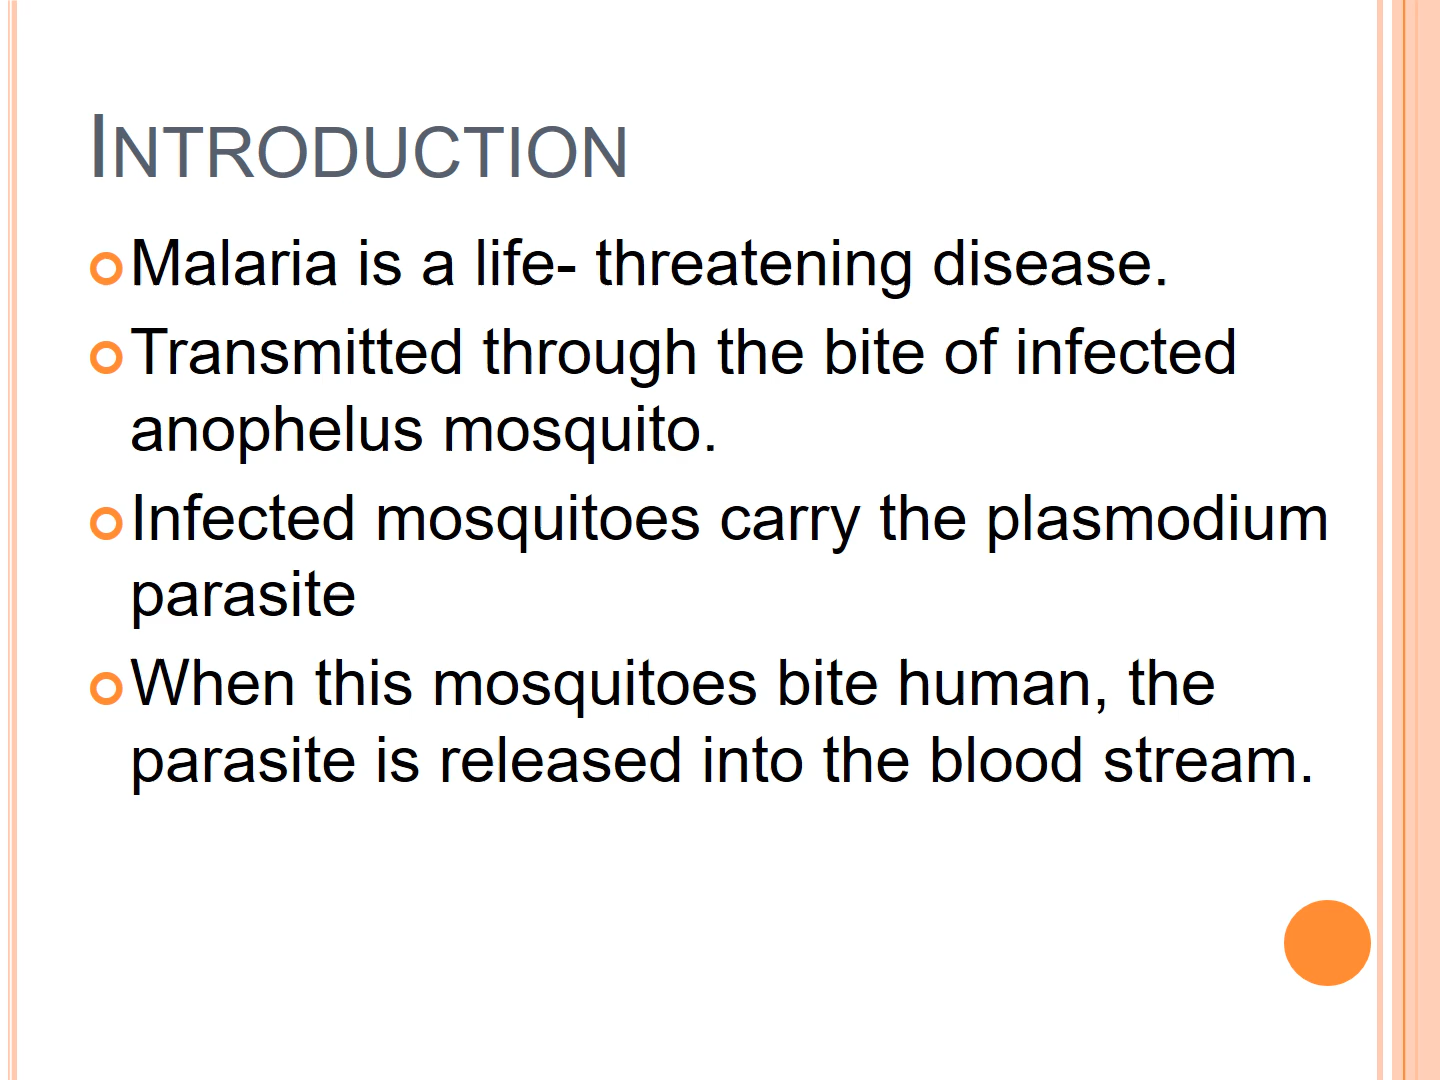 INTRODUCTION
Malaria is a life- threatening disease.
Transmitted through the bite of infected
anophelus mosquito.
Infected mosquitoes carry the plasmodium
parasite
When this mosquitoes bite human, the
parasite is released into the blood stream.